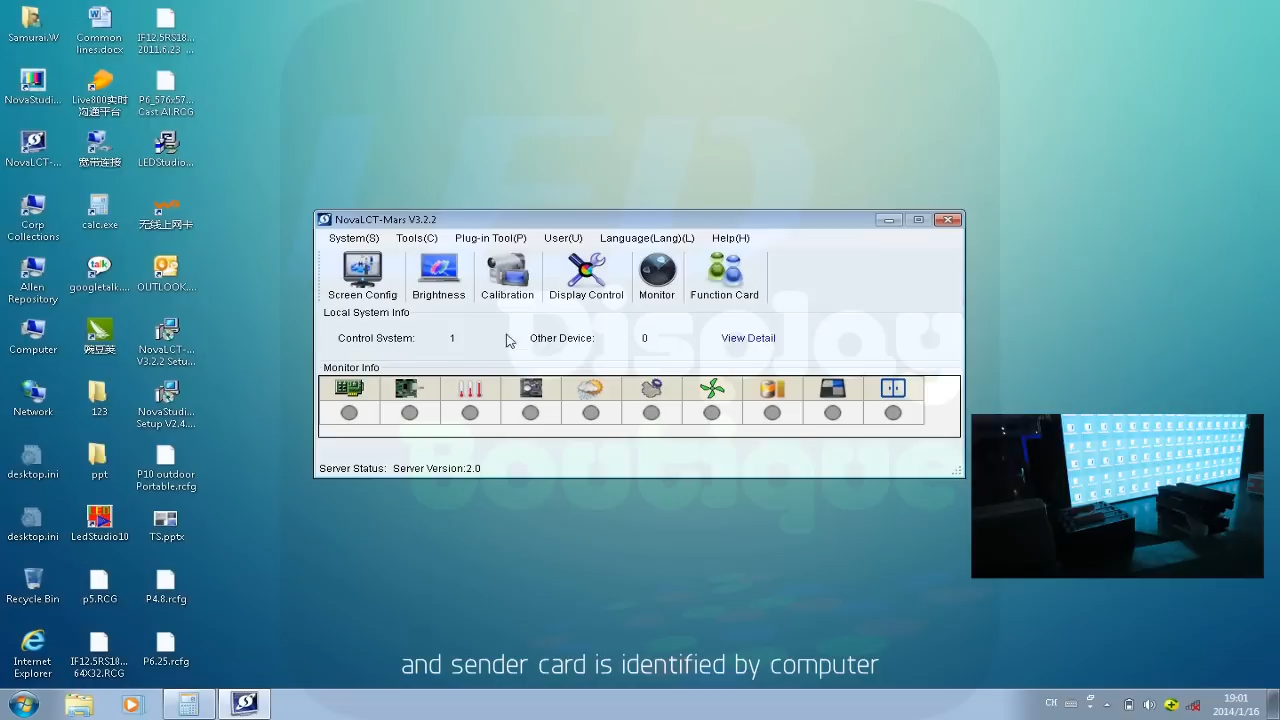 Samurai.W
Common lines.docx
IF12.5RS18... 2011.6.23 ...
NovaStudi...
Live800实时 沟通平台
P6_576x57... Cast Al.RCG
NovaLCT-...
宽带连接
LEDStudio...
Corp Collections
calc.exe
无线上网卡
Allen Repository
googletalk....
OUTLOOK...
Computer
豌豆荚
NovaLCT-... V3.2.2 Setu...
Network
123
NovaStudi... Setup V2.4...
desktop.ini
ppt
P10 outdoor Portable.rcfg
desktop.ini
LedStudio10
TS.pptx
Recycle Bin
p5.RCG
P4.8.rcfg
Internet Explorer
IF12.5RS18... 64X32.RCG
P6.25.rcfg
NovaLCT-Mars V3.2.2
System(S) Tools(C) Plug-in Tool(P) User(U) Language(Lang)(L) Help(H)
Screen Config Brightness Calibration Display Control Monitor Function Card
Local System Info
Control System: 1 Other Device: 0 View Detail
Monitor Info
Server Status: Server Version:2.0
LED
Display
Boutique
and sender card is identified by computer
CH
19:01
2014/1/16